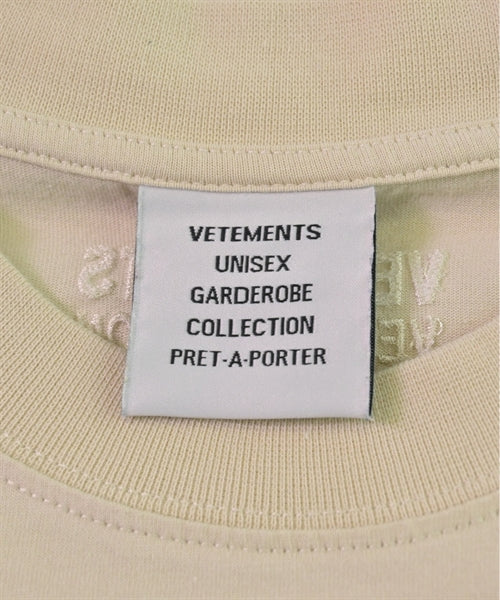 VETEMENTS
UNISEX
GARDEROBE
COLLECTION
PRET-A-PORTER